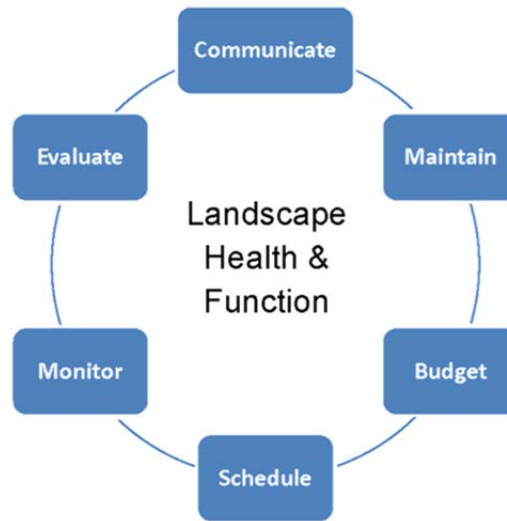 Communicate
Maintain
Budget
Schedule
Monitor
Evaluate
Landscape
Health &
Function